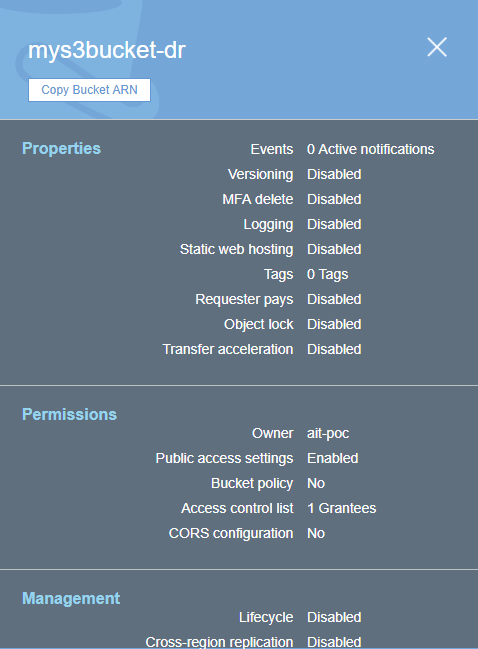 mys3bucket-dr
Copy Bucket ARN
Properties
Events 0 Active notifications
Versioning Disabled
MFA delete Disabled
Logging Disabled
Static web hosting Disabled
Tags 0 Tags
Requester pays Disabled
Object lock Disabled
Transfer acceleration Disabled
Permissions
Owner ait-poc
Public access settings Enabled
Bucket policy No
Access control list 1 Grantees
CORS configuration No
Management
Lifecycle Disabled
Cross-region replication Disabled